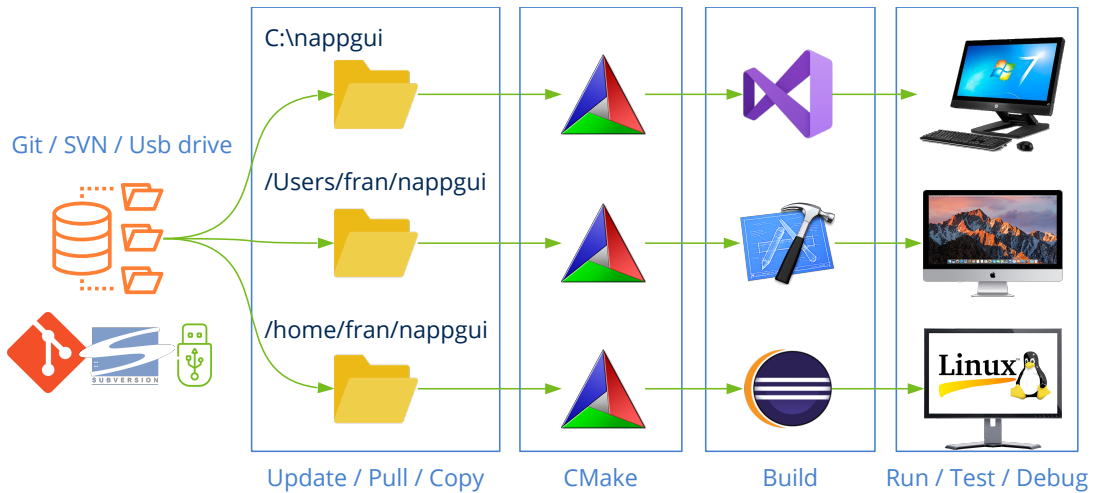 C:\nappgui
7
Git / SVN / Usb drive
/Users/fran/nappgui
/home/fran/nappgui
SUBVERSION
Linux
Update / Pull / Copy
CMake
Build
Run / Test / Debug